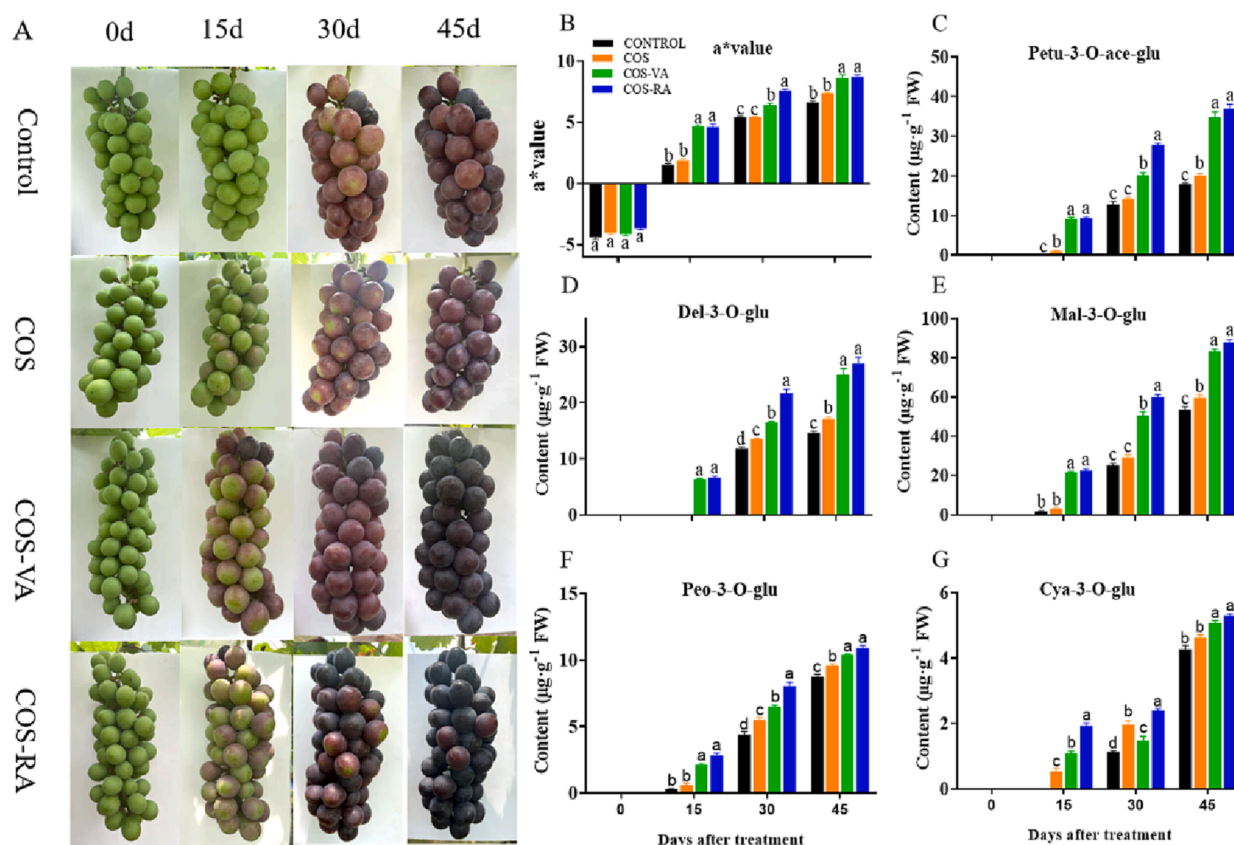 A
0d 15d 30d 45d
Control
COS
COS-VA
COS-RA
B
a*value
CONTROL
COS
COS-VA
COS-RA
a*value
10
5
0
-5
a a a a
b b a a
c c b a
b b a a
C
Petu-3-O-ace-glu
Content (µg·g⁻¹ FW)
50
40
30
20
10
0
c b a a
c c b a
c b a a
D
Del-3-O-glu
Content (µg·g⁻¹ FW)
30
20
10
0
a a
d c b a
c b a a
E
Mal-3-O-glu
Content (µg·g⁻¹ FW)
100
80
60
40
20
0
b b a a
c c b a
c b a a
F
Peo-3-O-glu
Content (µg·g⁻¹ FW)
15
10
5
0
b b a a
d c b a
c b a a
0 15 30 45
Days after treatment
G
Cya-3-O-glu
Content (µg·g⁻¹ FW)
6
4
2
0
c b a
d b c a
b b a a
0 15 30 45
Days after treatment